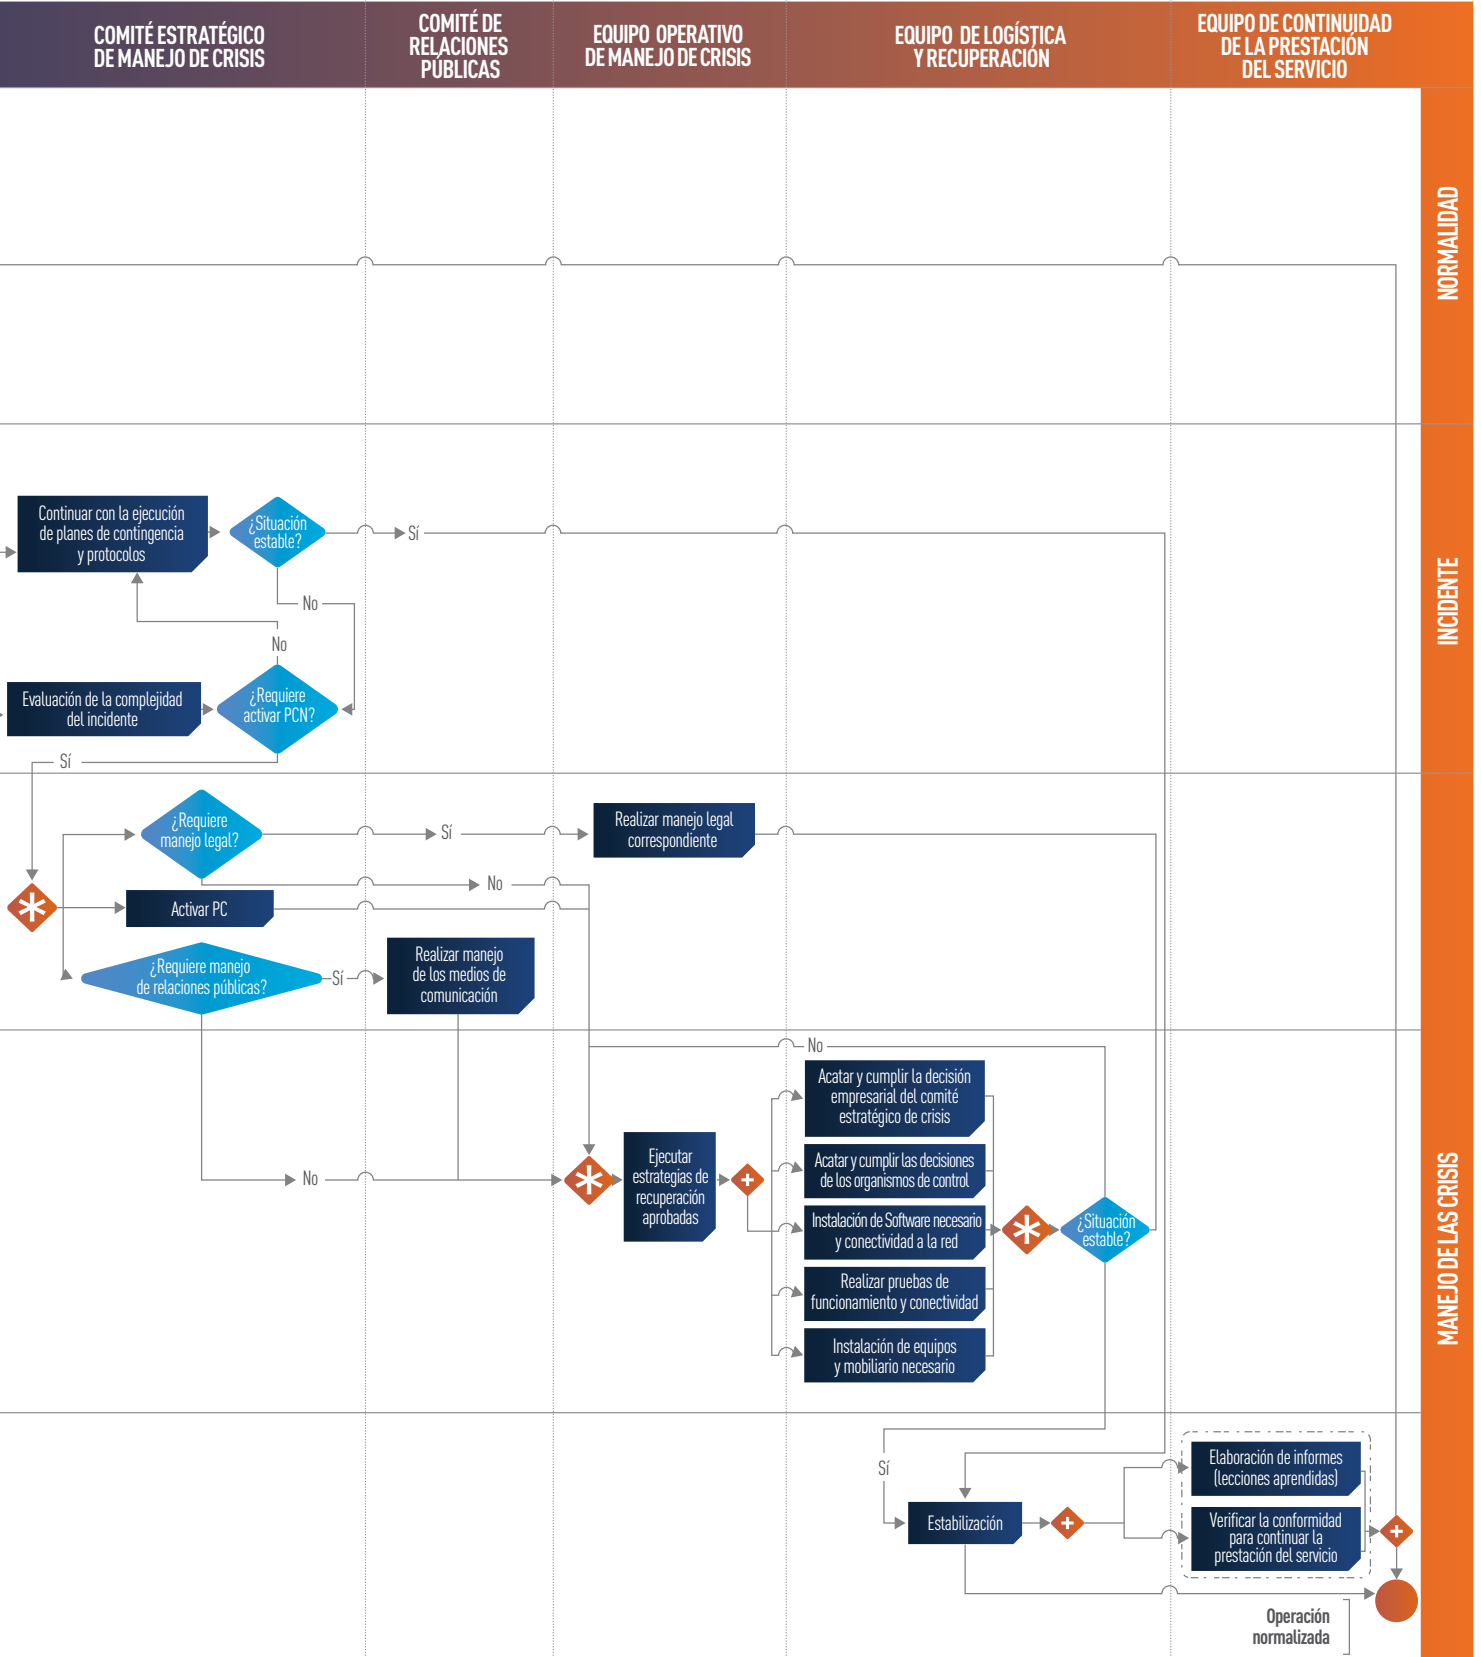 COMITÉ ESTRATÉGICO
DE MANEJO DE CRISIS
COMITÉ DE
RELACIONES
PÚBLICAS
EQUIPO OPERATIVO
DE MANEJO DE CRISIS
EQUIPO DE LOGÍSTICA
Y RECUPERACIÓN
EQUIPO DE CONTINUIDAD
DE LA PRESTACIÓN
DEL SERVICIO
NORMALIDAD
Continuar con la ejecución
de planes de contingencia
y protocolos
¿Situación
estable?
Sí
No
No
Evaluación de la complejidad
del incidente
¿Requiere
activar PCN?
Sí
INCIDENTE
¿Requiere
manejo legal?
Sí
Realizar manejo legal
correspondiente
No
Activar PC
¿Requiere manejo
de relaciones públicas?
Sí
Realizar manejo
de los medios de
comunicación
No
No
Ejecutar
estrategias de
recuperación
aprobadas
Acatar y cumplir la decisión
empresarial del comité
estratégico de crisis
Acatar y cumplir las decisiones
de los organismos de control
Instalación de Software necesario
y conectividad a la red
Realizar pruebas de
funcionamiento y conectividad
Instalación de equipos
y mobiliario necesario
¿Situación
estable?
MANEJO DE LAS CRISIS
Sí
Estabilización
Elaboración de informes
(lecciones aprendidas)
Verificar la conformidad
para continuar la
prestación del servicio
Operación
normalizada